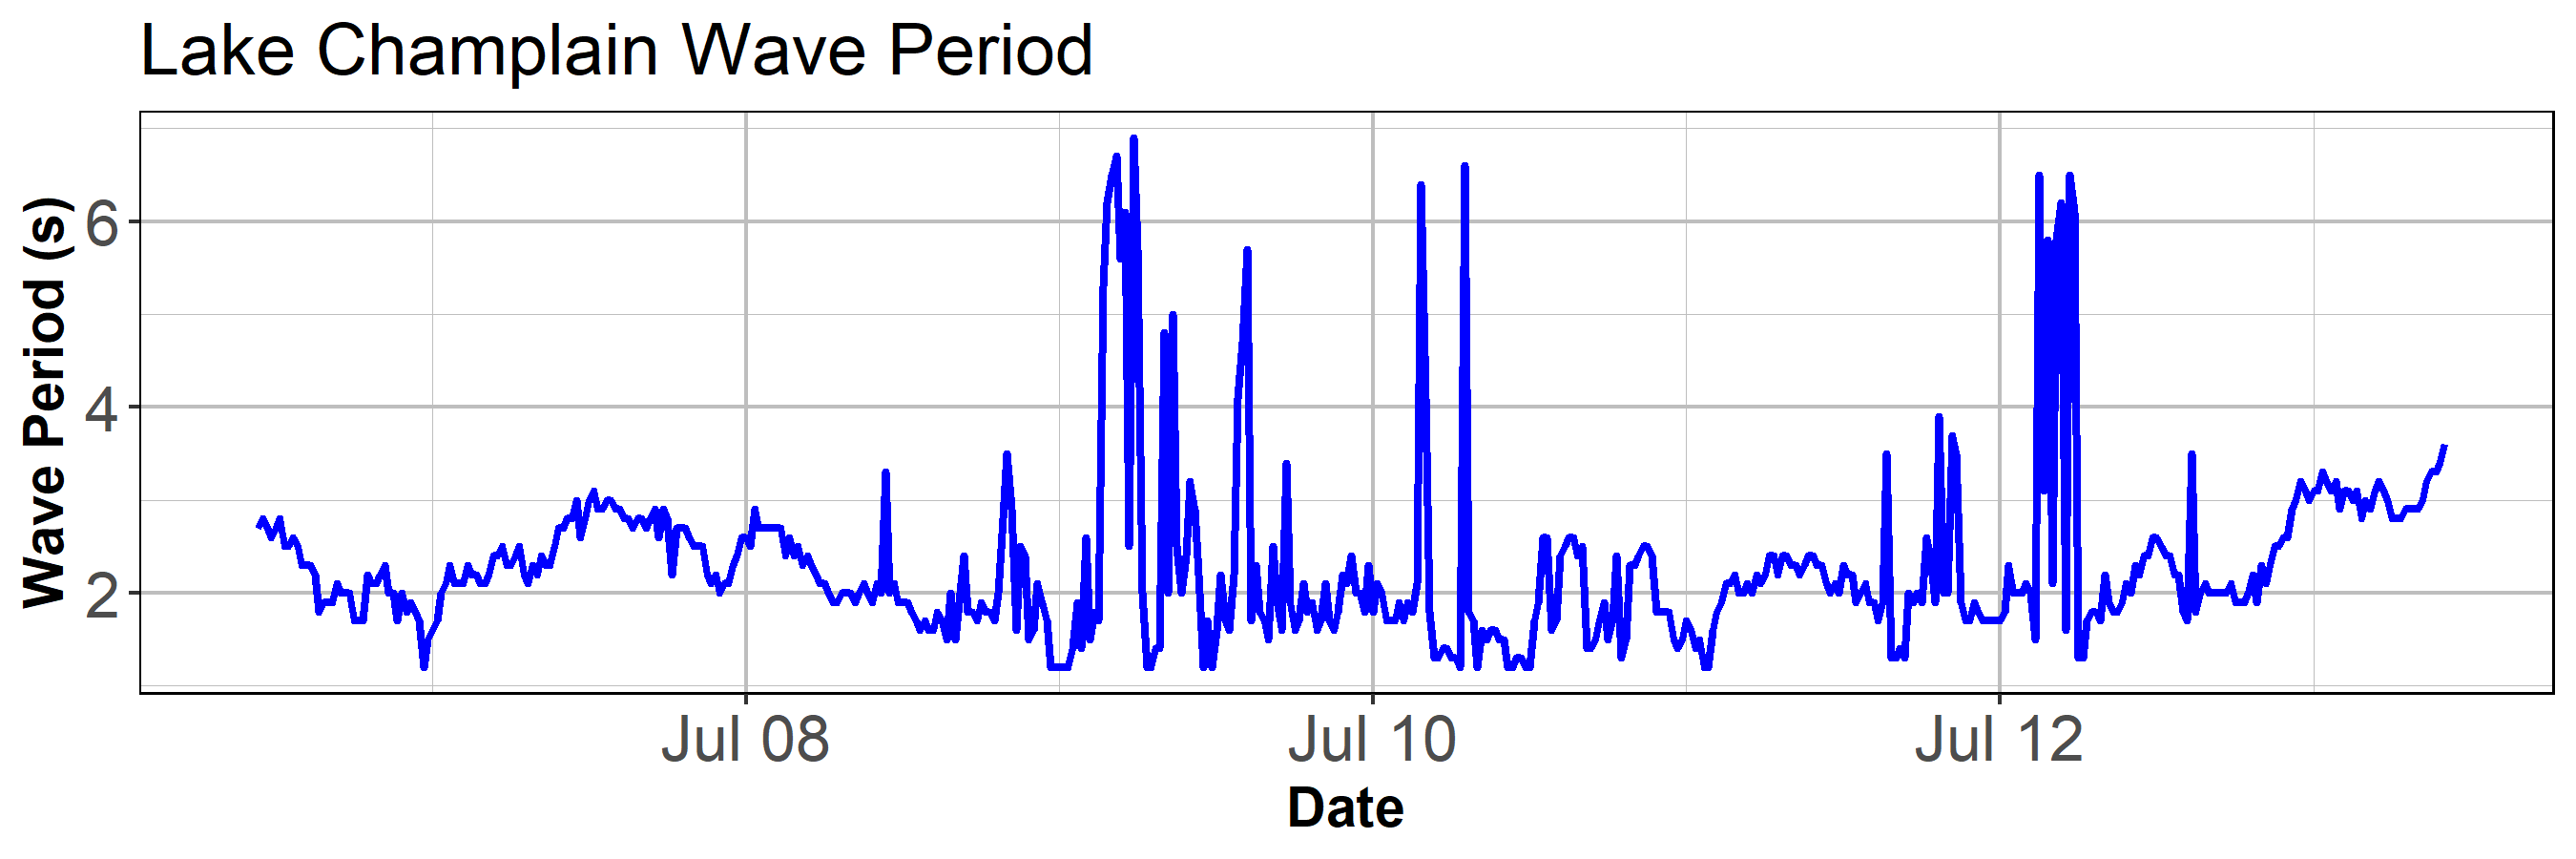 Lake Champlain Wave Period
Wave Period (s)
6
4
2
Jul 08 Jul 10 Jul 12
Date